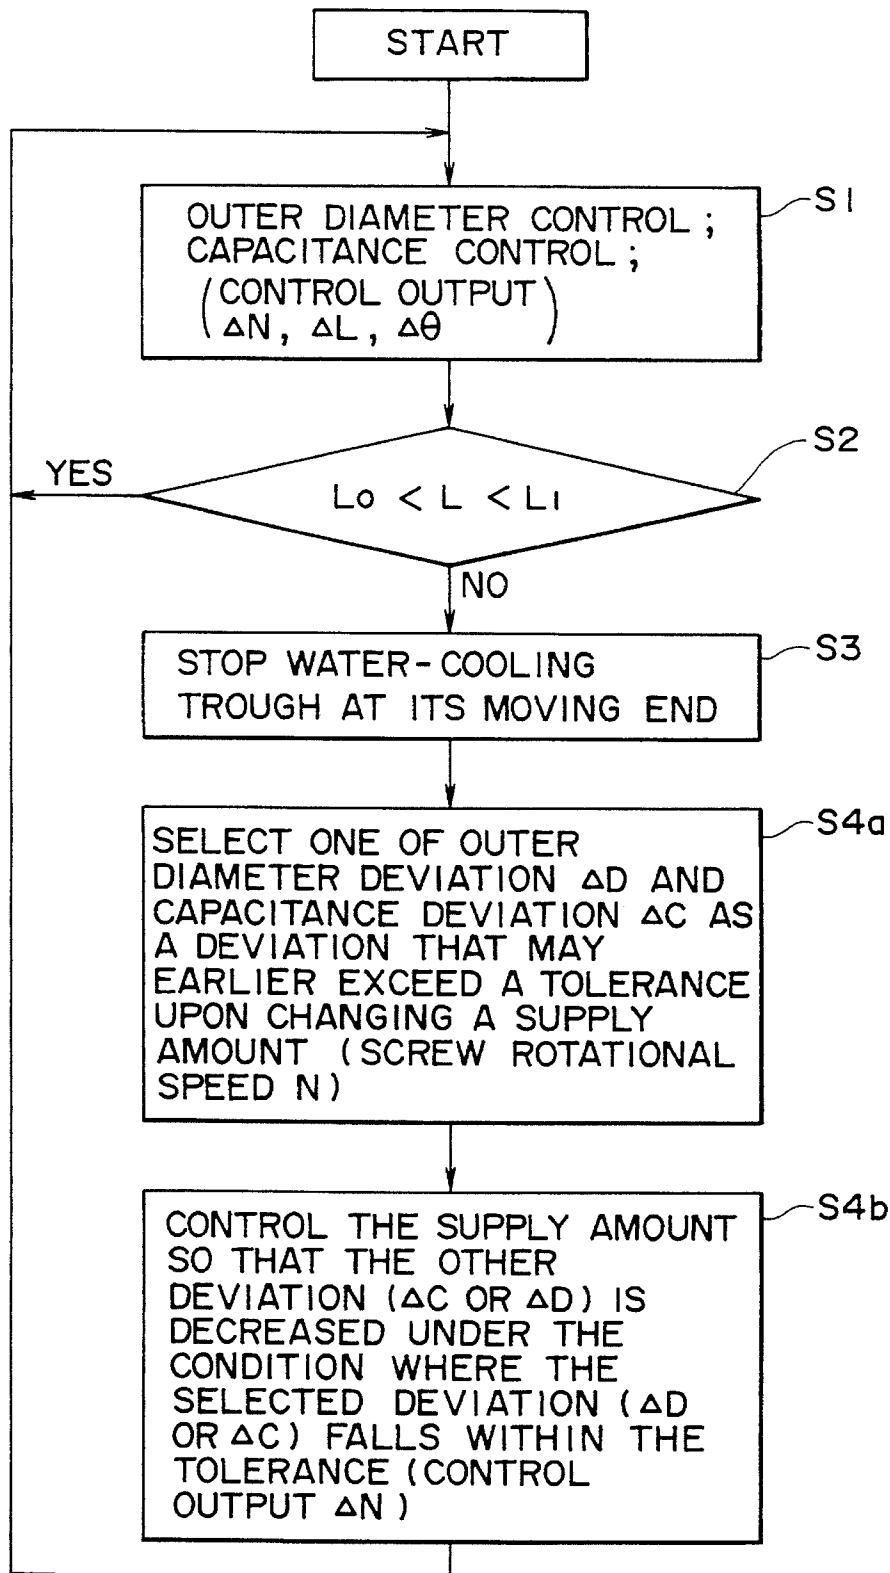 START
S1
OUTER DIAMETER CONTROL;
CAPACITANCE CONTROL;
(CONTROL OUTPUT
ΔN, ΔL, Δθ)
S2
YES
L0 < L < L1
NO
S3
STOP WATER-COOLING
TROUGH AT ITS MOVING END
S4a
SELECT ONE OF OUTER
DIAMETER DEVIATION ΔD AND
CAPACITANCE DEVIATION ΔC AS
A DEVIATION THAT MAY
EARLIER EXCEED A TOLERANCE
UPON CHANGING A SUPPLY
AMOUNT (SCREW ROTATIONAL
SPEED N)
S4b
CONTROL THE SUPPLY AMOUNT
SO THAT THE OTHER
DEVIATION (ΔC OR ΔD) IS
DECREASED UNDER THE
CONDITION WHERE THE
SELECTED DEVIATION (ΔD
OR ΔC) FALLS WITHIN THE
TOLERANCE (CONTROL
OUTPUT ΔN)